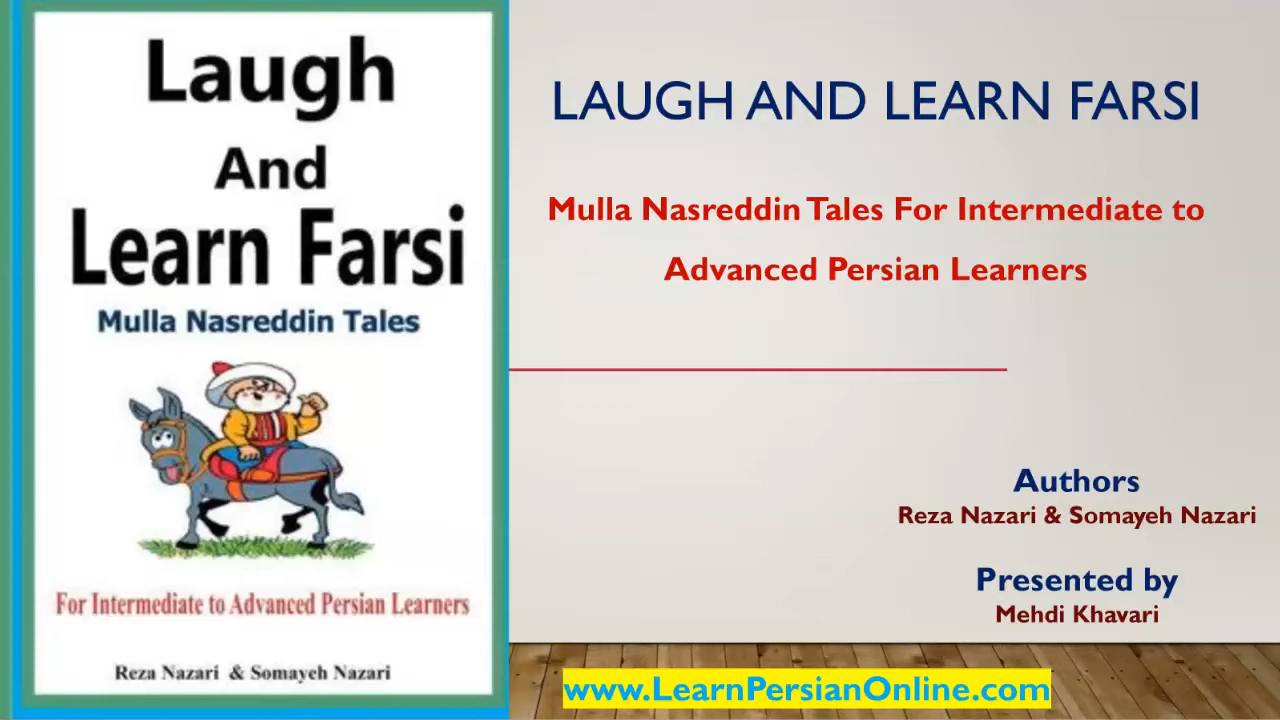 Laugh
And
Learn Farsi
Mulla Nasreddin Tales
For Intermediate to Advanced Persian Learners
Reza Nazari & Somayeh Nazari
LAUGH AND LEARN FARSI
Mulla Nasreddin Tales For Intermediate to
Advanced Persian Learners
Authors
Reza Nazari & Somayeh Nazari
Presented by
Mehdi Khavari
www.LearnPersianOnline.com